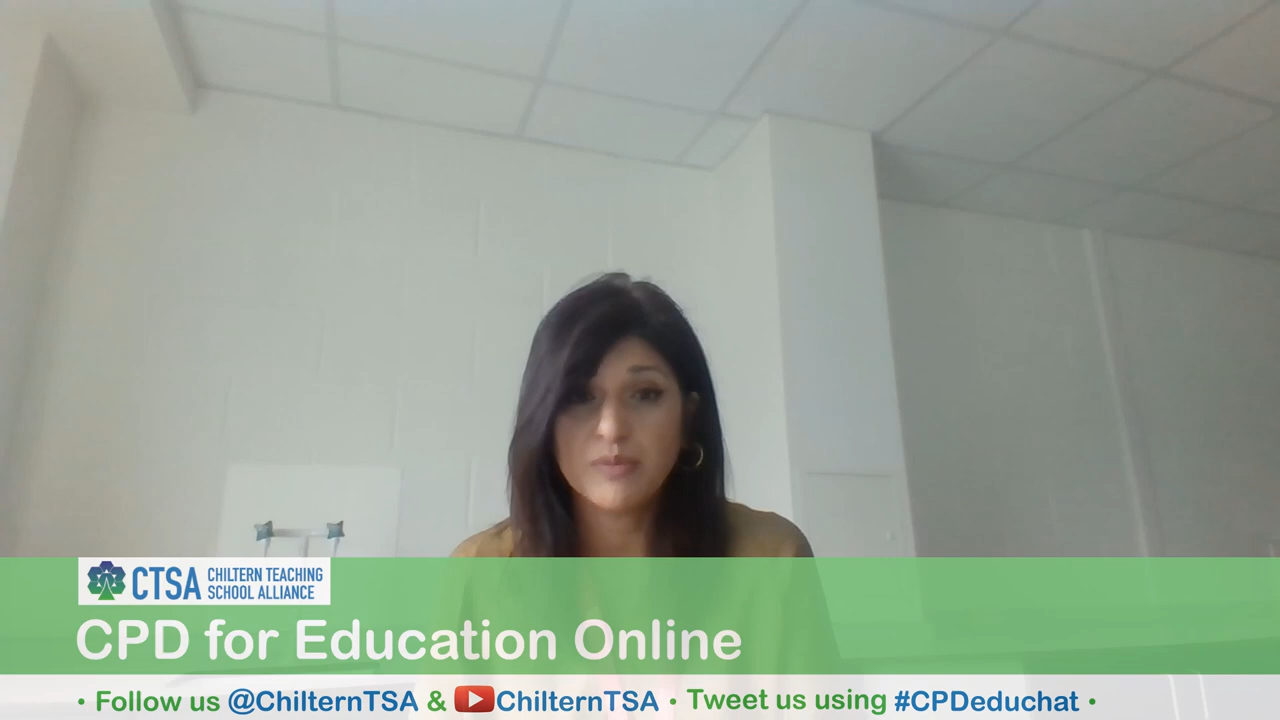 CTSA CHILTERN TEACHING
SCHOOL ALLIANCE
CPD for Education Online
• Follow us @ChilternTSA & ChilternTSA • Tweet us using #CPDeduchat •